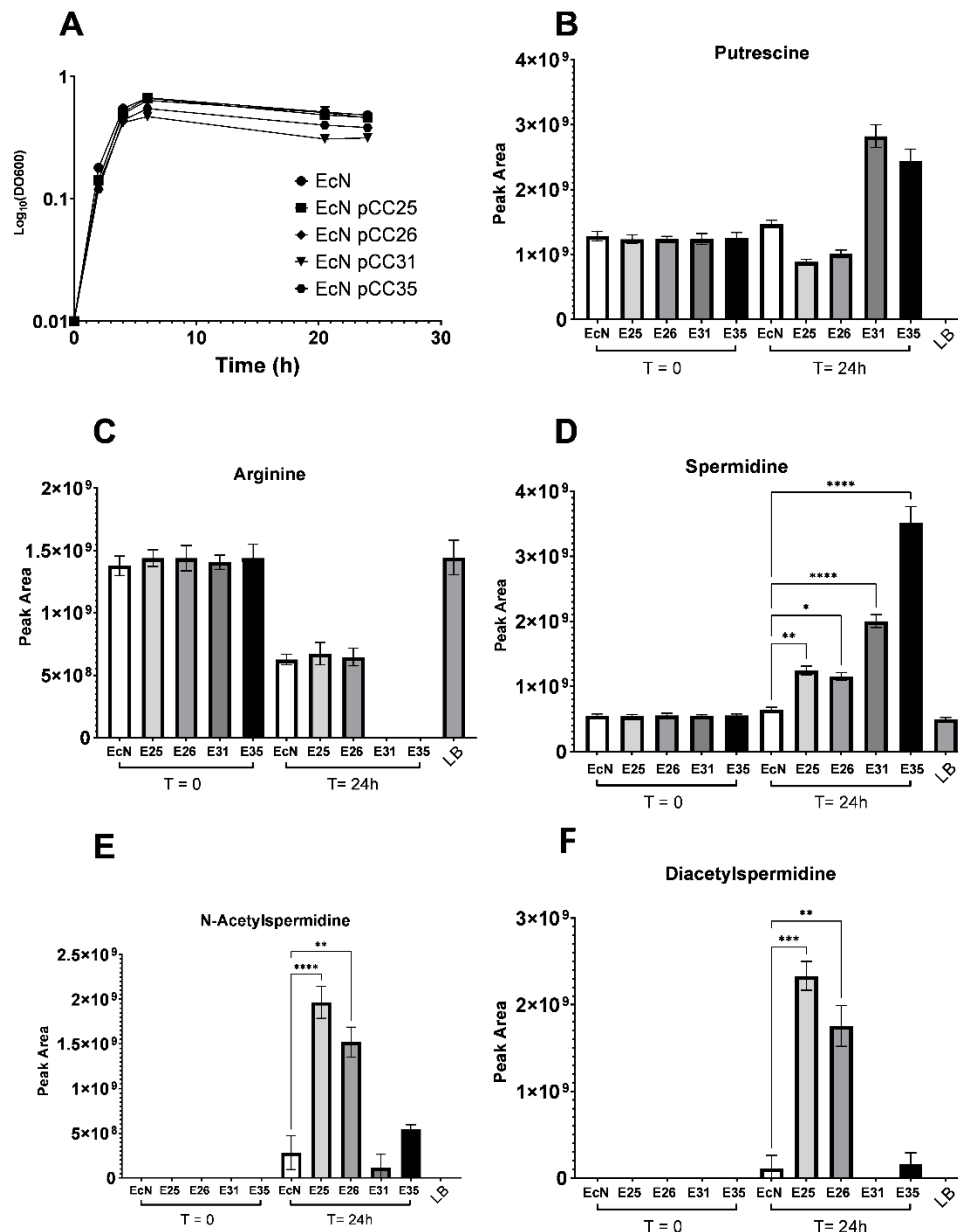 A
1
0.1
0.01
Log10(DO600)
0
10
20
30
Time (h)
EcN
EcN pCC25
EcN pCC26
EcN pCC31
EcN pCC35
B
Putrescine
4×10⁹
3×10⁹
2×10⁹
1×10⁹
0
Peak Area
EcN E25 E26 E31 E35 EcN E25 E26 E31 E35 LB
T = 0 T= 24h
C
Arginine
2×10⁹
1.5×10⁹
1×10⁹
5×10⁸
0
Peak Area
EcN E25 E26 E31 E35 EcN E25 E26 E31 E35 LB
T = 0 T= 24h
D
Spermidine
4×10⁹
3×10⁹
2×10⁹
1×10⁹
0
Peak Area
****
****
*
**
EcN E25 E26 E31 E35 EcN E25 E26 E31 E35 LB
T = 0 T= 24h
E
N-Acetylspermidine
2.5×10⁹
2×10⁹
1.5×10⁹
1×10⁹
5×10⁸
0
Peak Area
**
****
EcN E25 E26 E31 E35 EcN E25 E26 E31 E35 LB
T = 0 T= 24h
F
Diacetylspermidine
3×10⁹
2×10⁹
1×10⁹
0
Peak Area
**
***
EcN E25 E26 E31 E35 EcN E25 E26 E31 E35 LB
T = 0 T= 24h